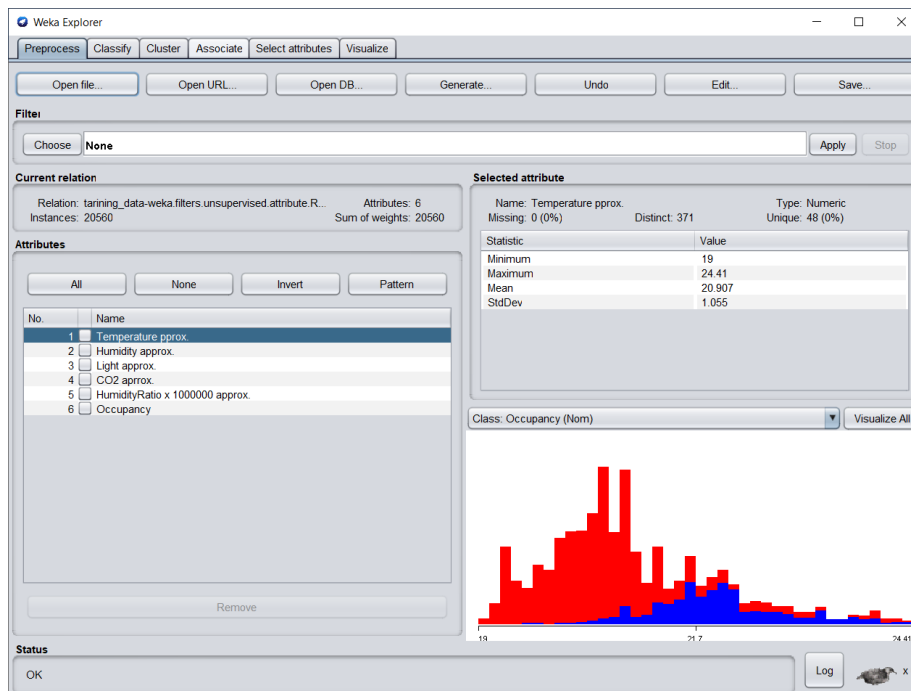 Weka Explorer
Preprocess Classify Cluster Associate Select attributes Visualize
Open file... Open URL... Open DB... Generate... Undo Edit... Save...
Filter
Choose None Apply Stop
Current relation
Relation: tarining_data-weka.filters.unsupervised.attribute.R... Attributes: 6
Instances: 20560 Sum of weights: 20560
Attributes
All None Invert Pattern
No. Name
1 Temperature pprox.
2 Humidity approx.
3 Light approx.
4 CO2 aprrox.
5 HumidityRatio x 1000000 approx.
6 Occupancy
Remove
Selected attribute
Name: Temperature pprox. Type: Numeric
Missing: 0 (0%) Distinct: 371 Unique: 48 (0%)
Statistic Value
Minimum 19
Maximum 24.41
Mean 20.907
StdDev 1.055
Class: Occupancy (Nom) Visualize All
19 21.7 24.41
Status
OK
Log x